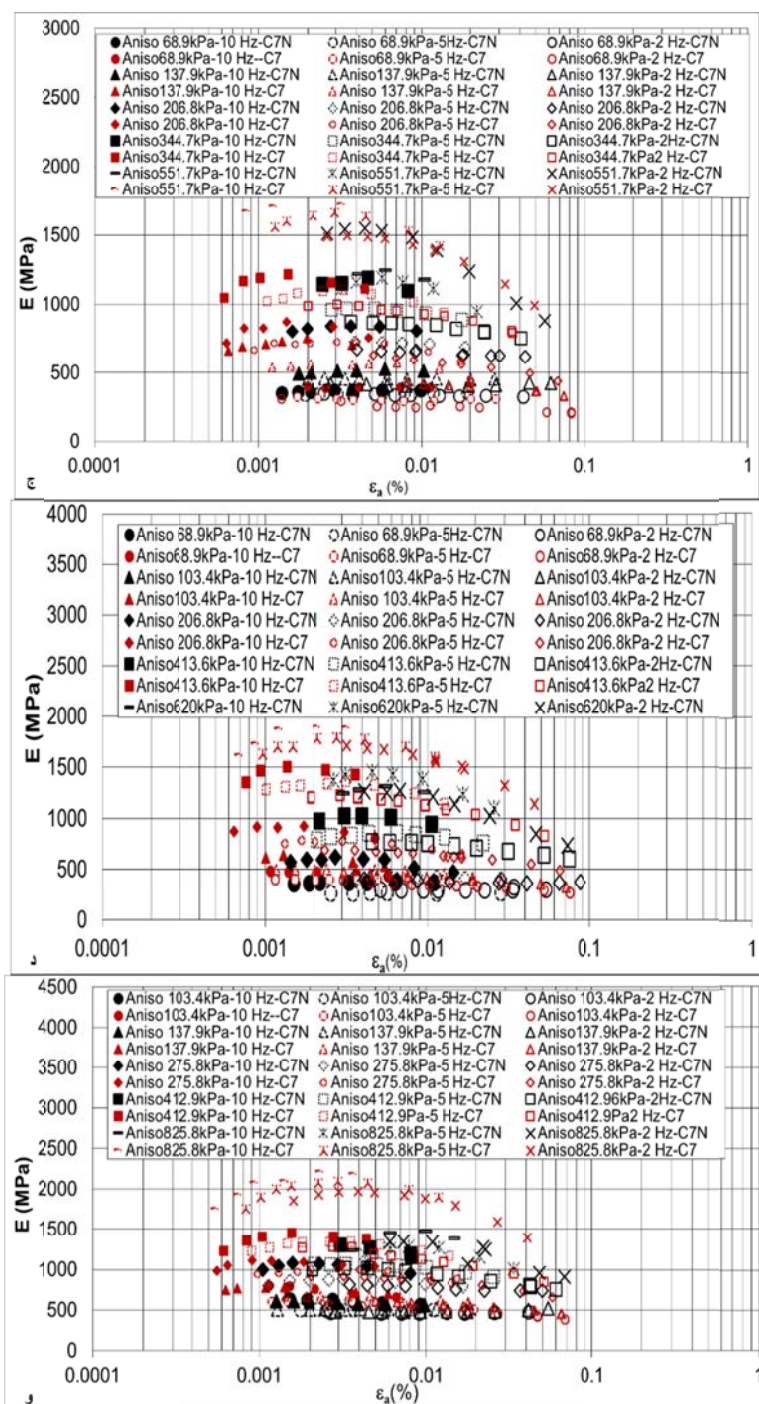 3000
2500
2000
1500
1000
500
0
E (MPa)
Aniso 68.9kPa-10 Hz-C7N Aniso 68.9kPa-5Hz-C7N Aniso 68.9kPa-2 Hz-C7N
Aniso68.9kPa-10 Hz--C7 Aniso68.9kPa-5 Hz-C7 Aniso68.9kPa-2 Hz-C7
Aniso 137.9kPa-10 Hz-C7N Aniso137.9kPa-5 Hz-C7N Aniso 137.9kPa-2 Hz-C7N
Aniso137.9kPa-10 Hz-C7 Aniso 137.9kPa-5 Hz-C7 Aniso 137.9kPa-2 Hz-C7
Aniso 206.8kPa-10 Hz-C7N Aniso 206.8kPa-5 Hz-C7N Aniso 206.8kPa-2 Hz-C7N
Aniso 206.8kPa-10 Hz-C7 Aniso 206.8kPa-5 Hz-C7 Aniso 206.8kPa-2 Hz-C7
Aniso344.7kPa-10 Hz-C7N Aniso344.7kPa-5 Hz-C7N Aniso344.7kPa-2Hz-C7N
Aniso344.7kPa-10 Hz-C7 Aniso344.7kPa-5 Hz-C7 Aniso344.7kPa2 Hz-C7
Aniso551.7kPa-10 Hz-C7N Aniso551.7kPa-5 Hz-C7N Aniso551.7kPa-2 Hz-C7N
Aniso551.7kPa-10 Hz-C7 Aniso551.7kPa-5 Hz-C7 Aniso551.7kPa-2 Hz-C7
0.0001 0.001 0.01 0.1 1
εa (%)
4000
3500
3000
2500
2000
1500
1000
500
0
E (MPa)
Aniso 68.9kPa-10 Hz-C7N Aniso 68.9kPa-5Hz-C7N Aniso 68.9kPa-2 Hz-C7N
Aniso68.9kPa-10 Hz--C7 Aniso68.9kPa-5 Hz-C7 Aniso68.9kPa-2 Hz-C7
Aniso 103.4kPa-10 Hz-C7N Aniso103.4kPa-5 Hz-C7N Aniso103.4kPa-2 Hz-C7N
Aniso103.4kPa-10 Hz-C7 Aniso 103.4kPa-5 Hz-C7 Aniso103.4kPa-2 Hz-C7
Aniso 206.8kPa-10 Hz-C7N Aniso 206.8kPa-5 Hz-C7N Aniso 206.8kPa-2 Hz-C7N
Aniso 206.8kPa-10 Hz-C7 Aniso 206.8kPa-5 Hz-C7 Aniso 206.8kPa-2 Hz-C7
Aniso413.6kPa-10 Hz-C7N Aniso413.6kPa-5 Hz-C7N Aniso413.6kPa-2Hz-C7N
Aniso413.6kPa-10 Hz-C7 Aniso413.6Pa-5 Hz-C7 Aniso413.6kPa2 Hz-C7
Aniso620kPa-10 Hz-C7N Aniso620kPa-5 Hz-C7N Aniso620kPa-2 Hz-C7N
0.0001 0.001 0.01 0.1 1
εa(%)
4500
4000
3500
3000
2500
2000
1500
1000
500
0
E (MPa)
Aniso 103.4kPa-10 Hz-C7N Aniso 103.4kPa-5Hz-C7N Aniso 103.4kPa-2 Hz-C7N
Aniso103.4kPa-10 Hz--C7 Aniso103.4kPa-5 Hz-C7 Aniso103.4kPa-2 Hz-C7
Aniso 137.9kPa-10 Hz-C7N Aniso137.9kPa-5 Hz-C7N Aniso 137.9kPa-2 Hz-C7N
Aniso137.9kPa-10 Hz-C7 Aniso 137.9kPa-5 Hz-C7 Aniso 137.9kPa-2 Hz-C7
Aniso 275.8kPa-10 Hz-C7N Aniso 275.8kPa-5 Hz-C7N Aniso 275.8kPa-2 Hz-C7N
Aniso 275.8kPa-10 Hz-C7 Aniso 275.8kPa-5 Hz-C7 Aniso 275.8kPa-2 Hz-C7
Aniso412.9kPa-10 Hz-C7N Aniso412.9kPa-5 Hz-C7N Aniso412.96kPa-2Hz-C7N
Aniso412.9kPa-10 Hz-C7 Aniso412.9Pa-5 Hz-C7 Aniso412.9Pa2 Hz-C7
Aniso825.8kPa-10 Hz-C7N Aniso825.8kPa-5 Hz-C7N Aniso825.8kPa-2 Hz-C7N
Aniso825.8kPa-10 Hz-C7 Aniso825.8kPa-5 Hz-C7 Aniso825.8kPa-2 Hz-C7
0.0001 0.001 0.01 0.1 1
εa(%)